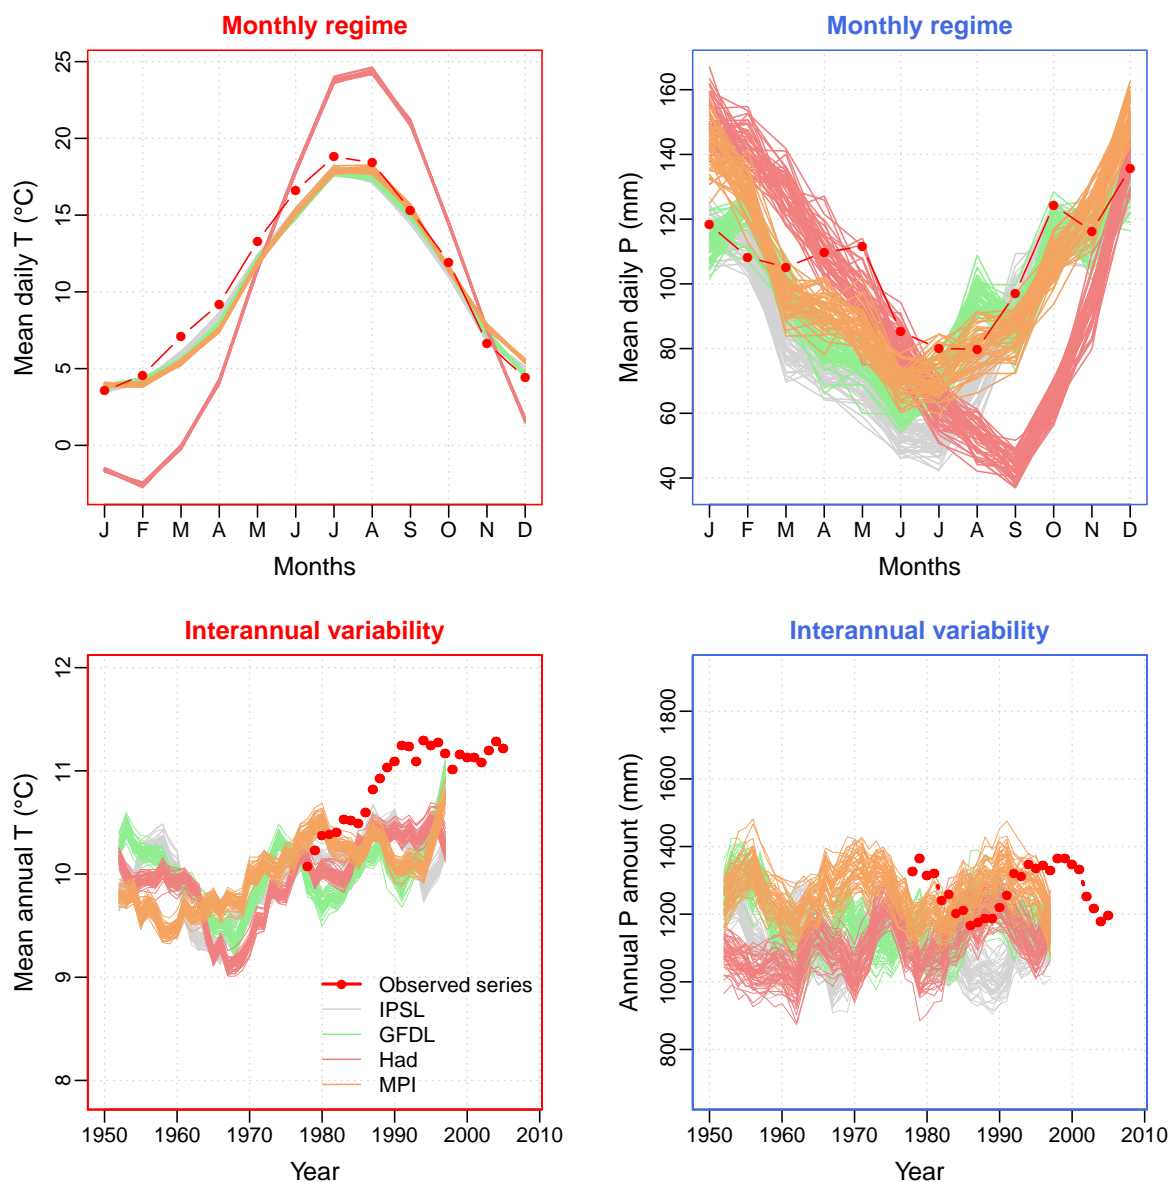 Monthly regime
Mean daily T (°C)
25
20
15
10
5
0
J F M A M J J A S O N D
Months
Monthly regime
Mean daily P (mm)
160
140
120
100
80
60
40
J F M A M J J A S O N D
Months
Interannual variability
Mean annual T (°C)
12
11
10
9
8
Observed series
IPSL
GFDL
Had
MPI
1950 1960 1970 1980 1990 2000 2010
Year
Interannual variability
Annual P amount (mm)
1800
1600
1400
1200
1000
800
1950 1960 1970 1980 1990 2000 2010
Year